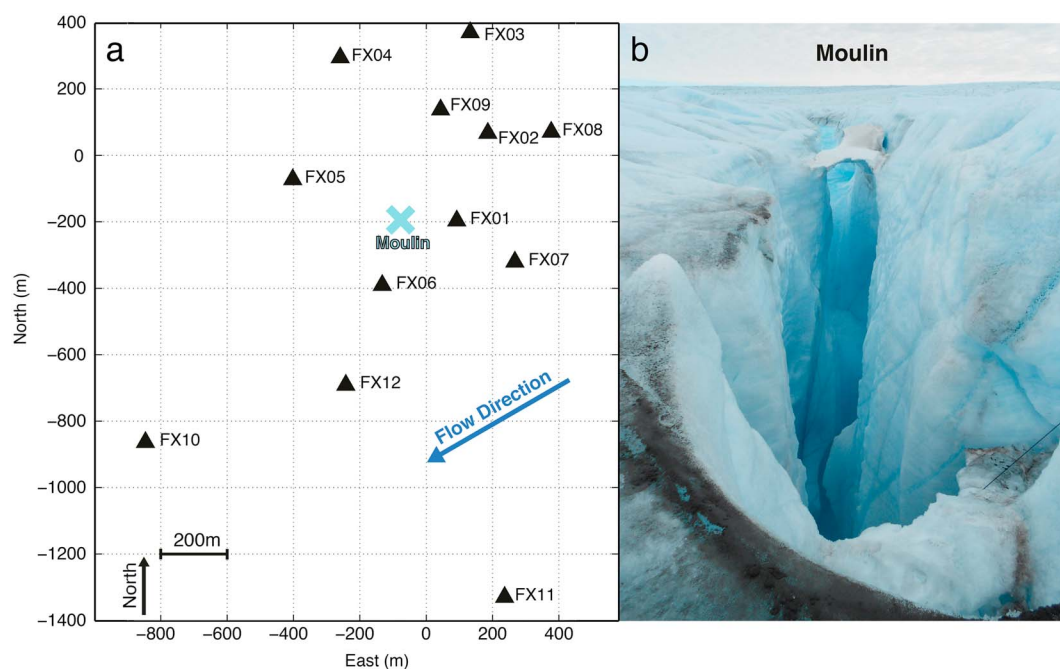 a
400
200
0
−200
−400
−600
−800
−1000
−1200
−1400
North (m)
FX03
FX04
FX09
FX02
FX08
FX05
FX01
Moulin
FX07
FX06
FX12
Flow Direction
FX10
200m
North
FX11
−800
−600
−400
−200
0
200
400
East (m)
b
Moulin